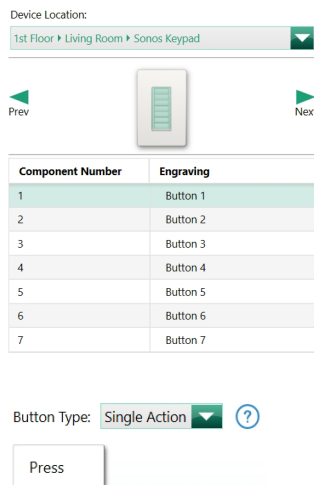 Device Location:
1st Floor ▸ Living Room ▸ Sonos Keypad
Prev
Next
Component Number Engraving
1 Button 1
2 Button 2
3 Button 3
4 Button 4
5 Button 5
6 Button 6
7 Button 7
Button Type: Single Action ?
Press